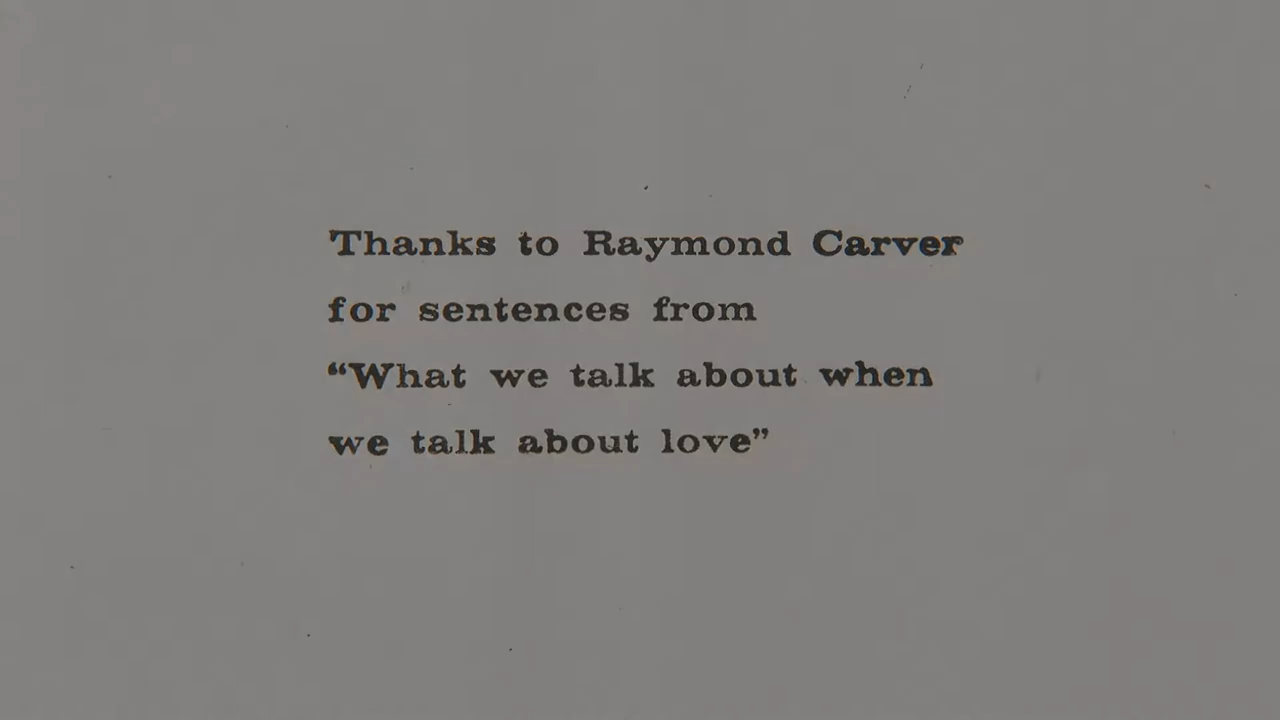 Thanks to Raymond Carver
for sentences from
“What we talk about when
we talk about love”